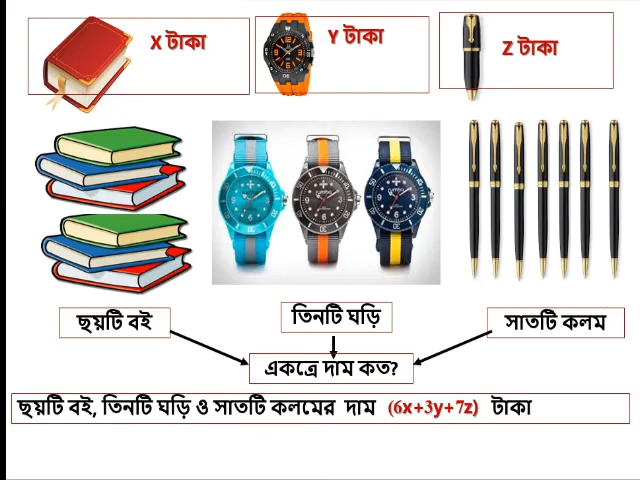 X টাকা
Y টাকা
Z টাকা
ছয়টি বই
তিনটি ঘড়ি
সাতটি কলম
একত্রে দাম কত?
ছয়টি বই, তিনটি ঘড়ি ও সাতটি কলমের দাম (6x+3y+7z) টাকা